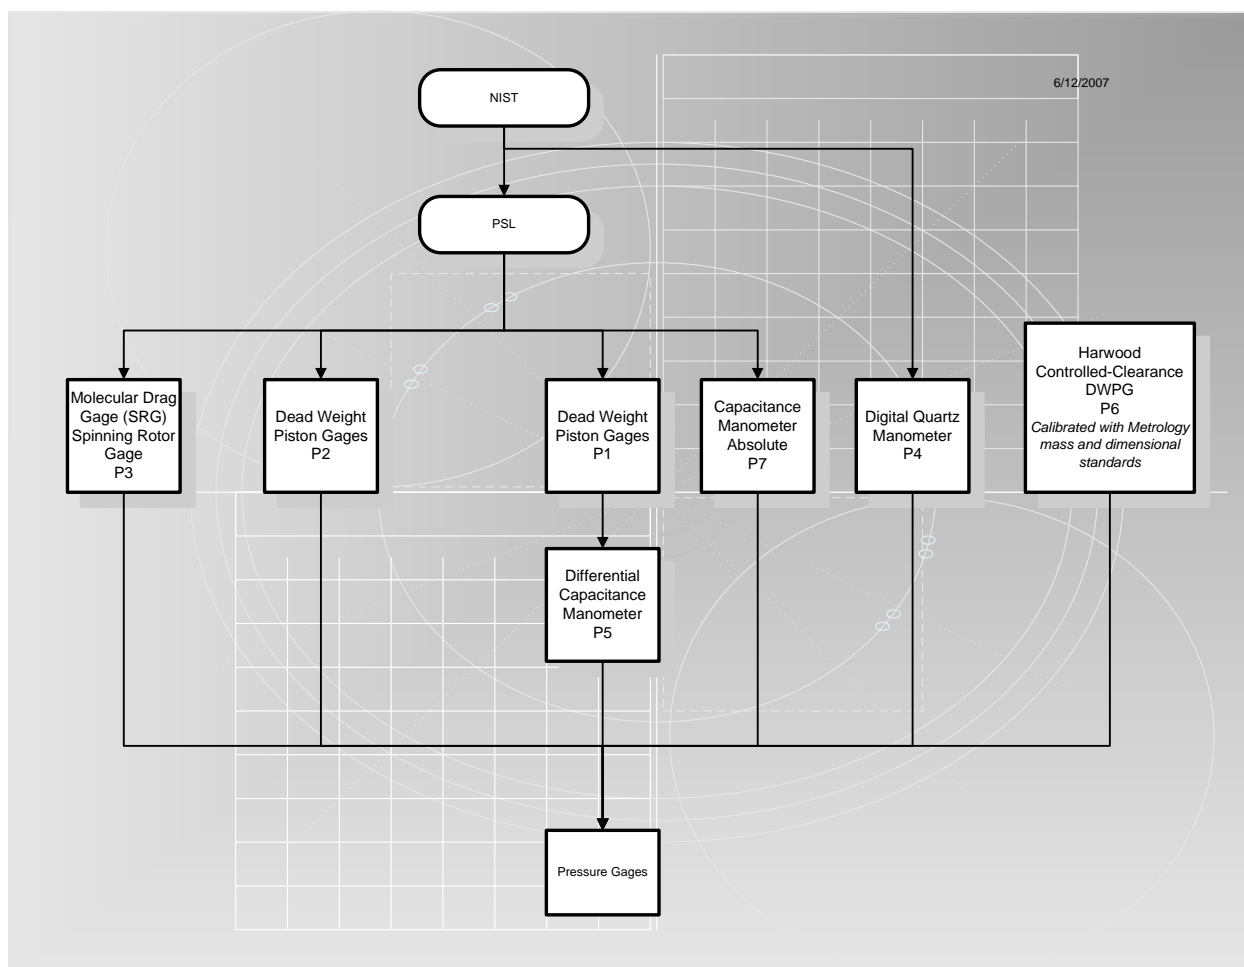 6/12/2007
NIST
PSL
Molecular Drag
Gage (SRG)
Spinning Rotor
Gage
P3
Dead Weight
Piston Gages
P2
Dead Weight
Piston Gages
P1
Capacitance
Manometer
Absolute
P7
Digital Quartz
Manometer
P4
Harwood
Controlled-Clearance
DWPG
P6
Calibrated with Metrology
mass and dimensional
standards
Differential
Capacitance
Manometer
P5
Pressure Gages